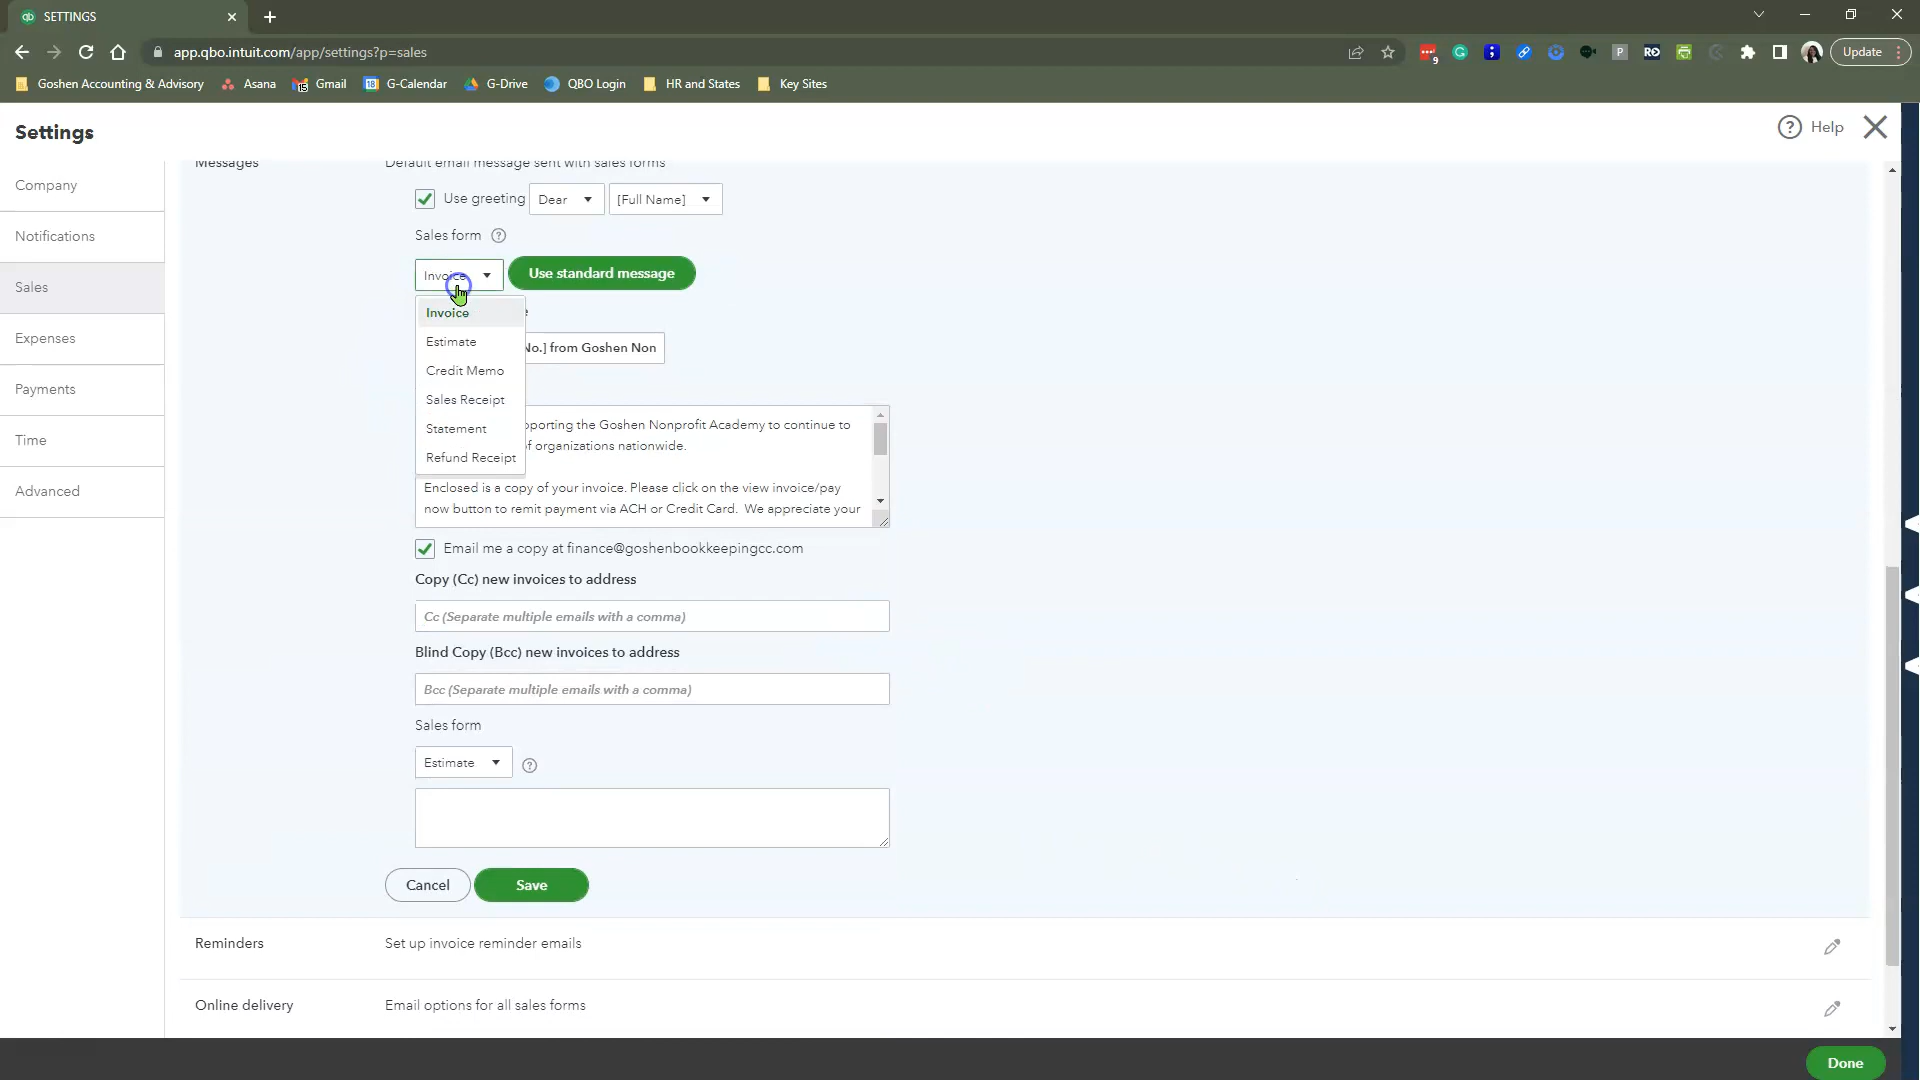 SETTINGS
app.qbo.intuit.com/app/settings?p=sales
9
P
Update
Goshen Accounting & Advisory
Asana
15
Gmail
18
G-Calendar
G-Drive
QBO Login
HR and States
Key Sites
Settings
? Help
Company
Notifications
Sales
Expenses
Payments
Time
Advanced
Messages
Default email message sent with sales forms
Use greeting
Dear
[Full Name]
Sales form ?
Invoice
Use standard message
Invoice
Estimate
Credit Memo
Sales Receipt
Statement
Refund Receipt
No.] from Goshen Non
pporting the Goshen Nonprofit Academy to continue to
of organizations nationwide.
Enclosed is a copy of your invoice. Please click on the view invoice/pay
now button to remit payment via ACH or Credit Card. We appreciate your
Email me a copy at finance@goshenbookkeepingcc.com
Copy (Cc) new invoices to address
Cc (Separate multiple emails with a comma)
Blind Copy (Bcc) new invoices to address
Bcc (Separate multiple emails with a comma)
Sales form
Estimate
?
Cancel
Save
Reminders
Set up invoice reminder emails
Online delivery
Email options for all sales forms
Done